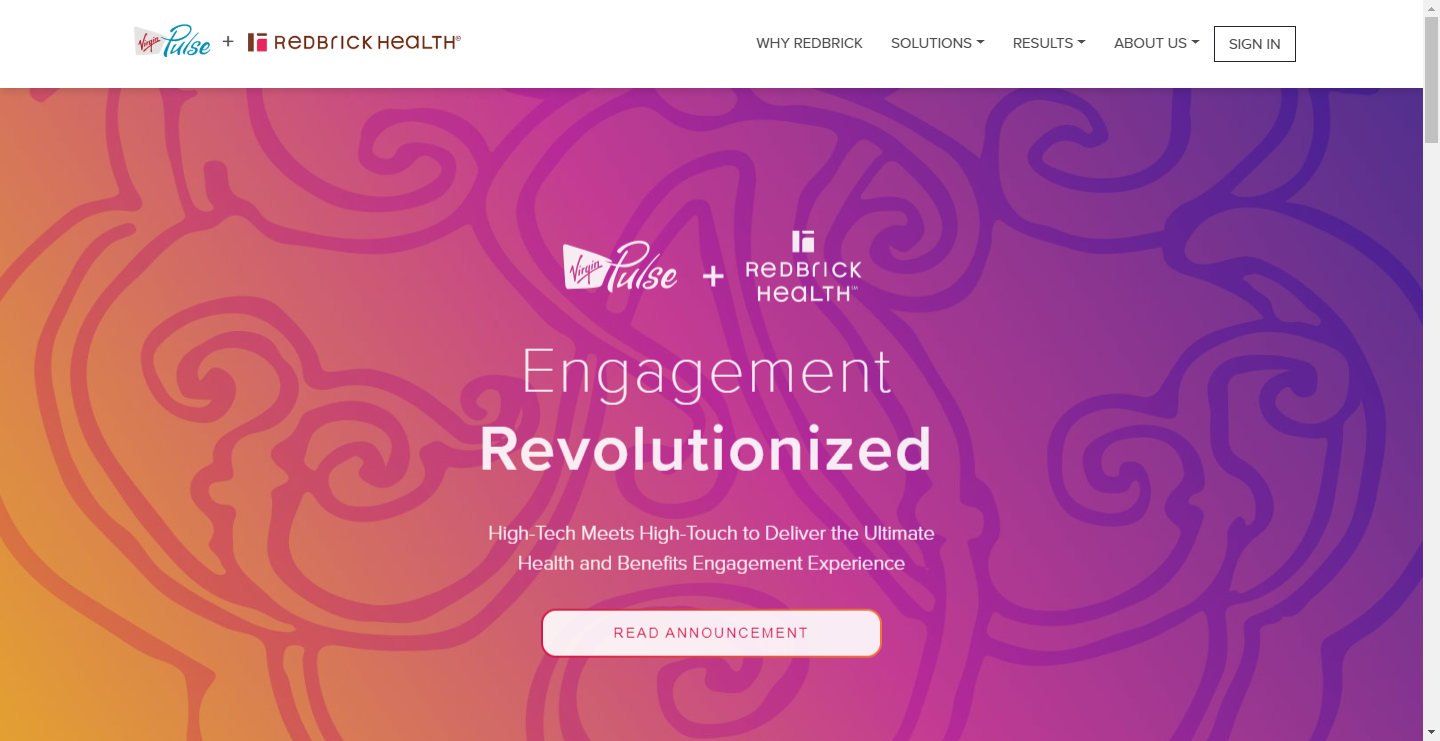 Virgin Pulse + REDBRICK HEALTH®
WHY REDBRICK SOLUTIONS RESULTS ABOUT US SIGN IN
Virgin Pulse + REDBRICK HEALTH℠
Engagement
Revolutionized
High-Tech Meets High-Touch to Deliver the Ultimate
Health and Benefits Engagement Experience
READ ANNOUNCEMENT